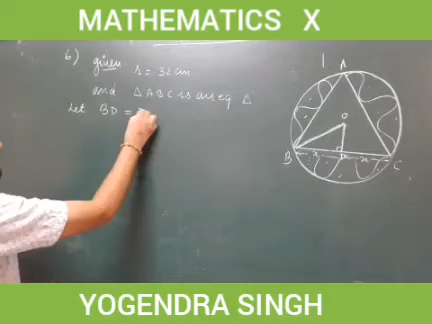 MATHEMATICS X
6) given r = 32 cm
and Δ ABC is an eq Δ
Let BD =
A
O
B x D x C
YOGENDRA SINGH